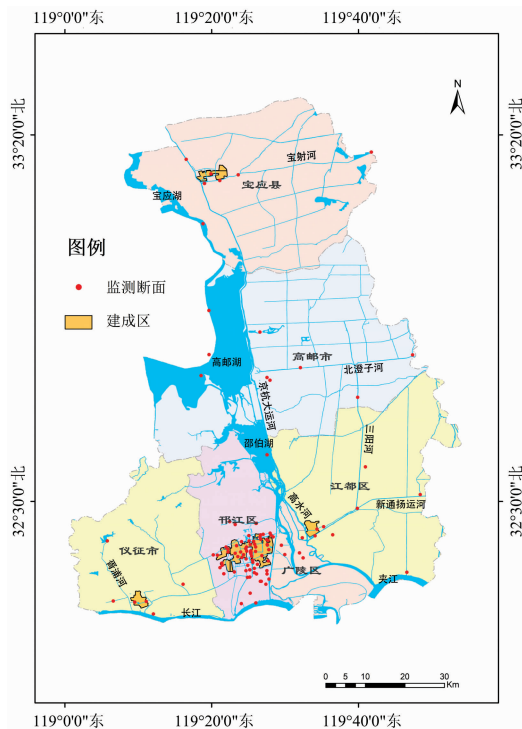 119°0'0"东 119°20'0"东 119°40'0"东
33°20'0"北
33°20'0"北
N
宝射河
宝应县
宝应湖
图例
监测断面
建成区
高邮市
高邮湖
北澄子河
京杭大运河
邵伯湖
三阳河
江都区
高水河
新通扬运河
32°30'0"北
32°30'0"北
邗江区
仪征市
胥浦河
广陵区
夹江
长江
0 5 10 20 30
Km
119°0'0"东 119°20'0"东 119°40'0"东